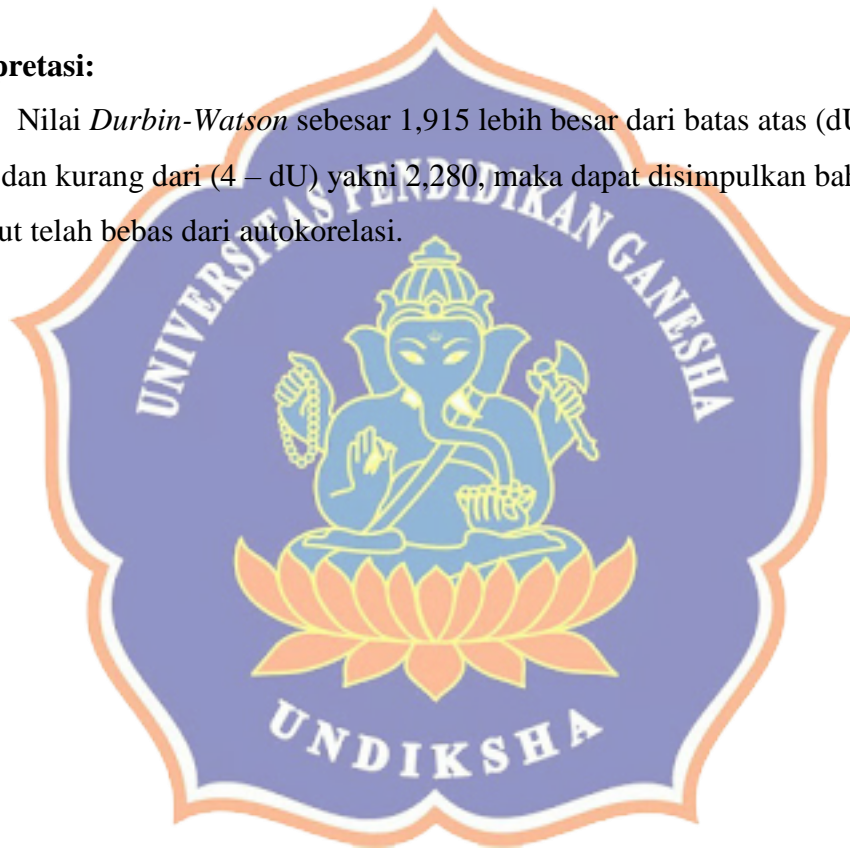 pretasi:
Nilai Durbin-Watson sebesar 1,915 lebih besar dari batas atas (dU
dan kurang dari (4 – dU) yakni 2,280, maka dapat disimpulkan bah
ut telah bebas dari autokorelasi.
UNIVERSITAS PENDIDIKAN GANESHA
UNDIKSHA